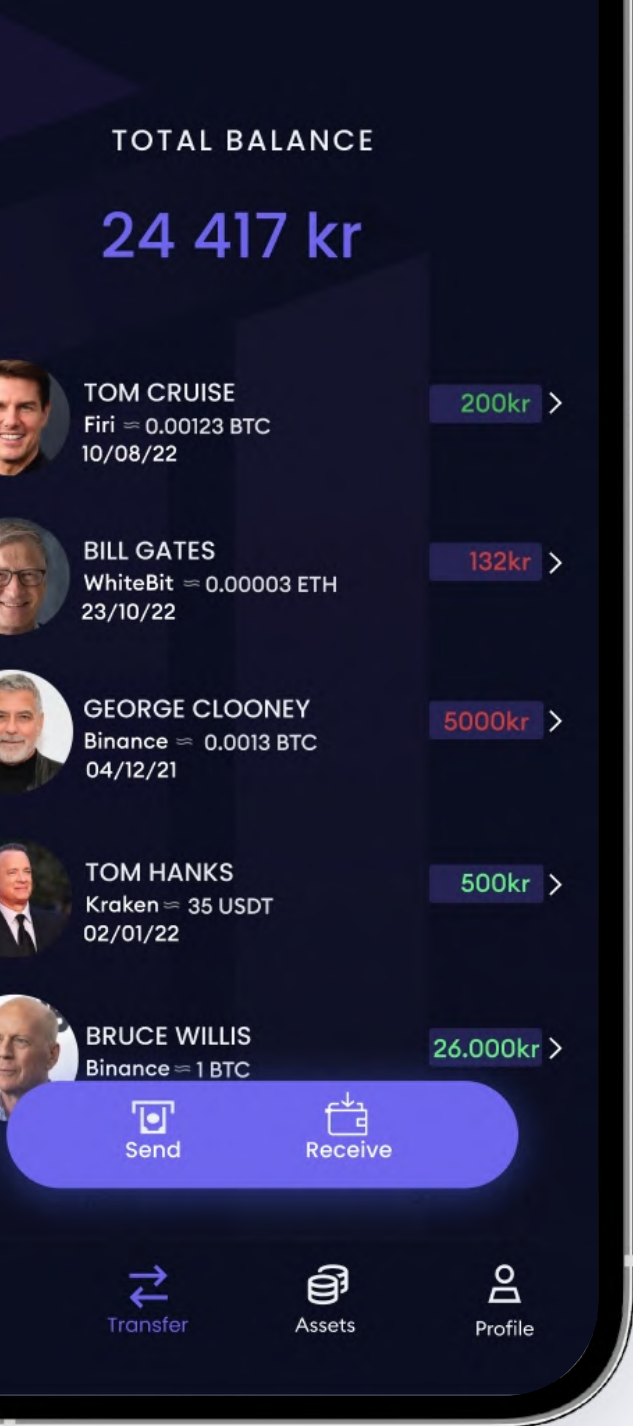 TOTAL BALANCE
24 417 kr
TOM CRUISE
Firi ≈ 0.00123 BTC
10/08/22
200kr
BILL GATES
WhiteBit ≈ 0.00003 ETH
23/10/22
132kr
GEORGE CLOONEY
Binance ≈ 0.0013 BTC
04/12/21
5000kr
TOM HANKS
Kraken ≈ 35 USDT
02/01/22
500kr
BRUCE WILLIS
Binance ≈ 1 BTC
26.000kr
Send
Receive
Transfer
Assets
Profile